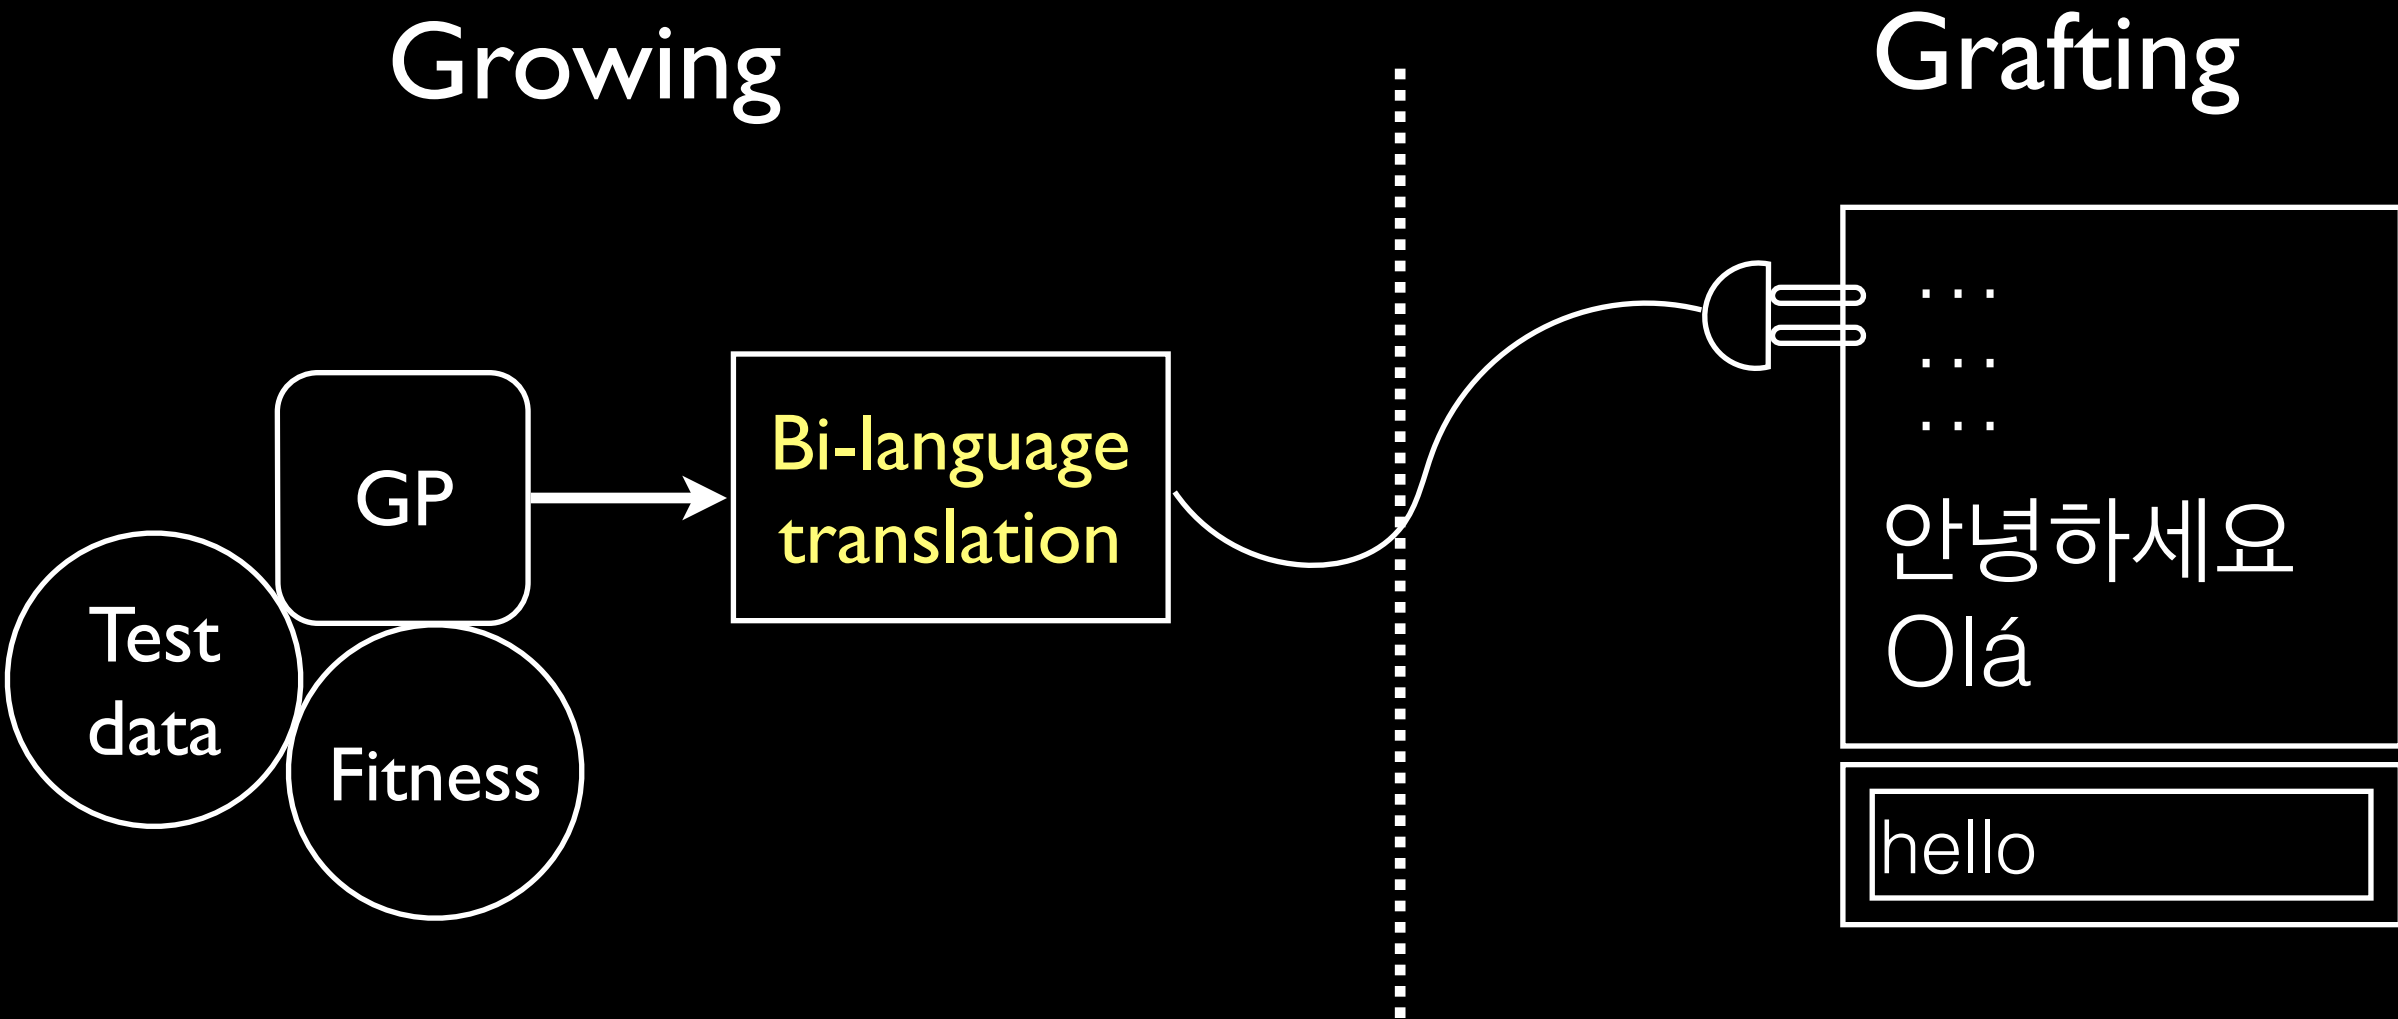 Growing
Grafting
GP
Test
data
Fitness
Bi-language
translation
...
...
...
안녕하세요
Olá
hello